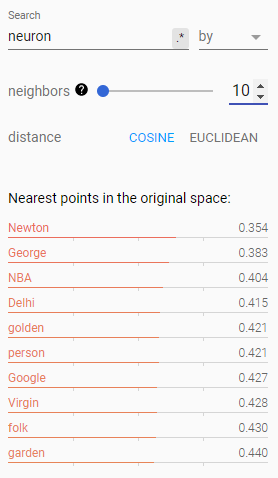 Search
neuron .* by
neighbors ? 10
distance COSINE EUCLIDEAN
Nearest points in the original space:
Newton 0.354
George 0.383
NBA 0.404
Delhi 0.415
golden 0.421
person 0.421
Google 0.427
Virgin 0.428
folk 0.430
garden 0.440